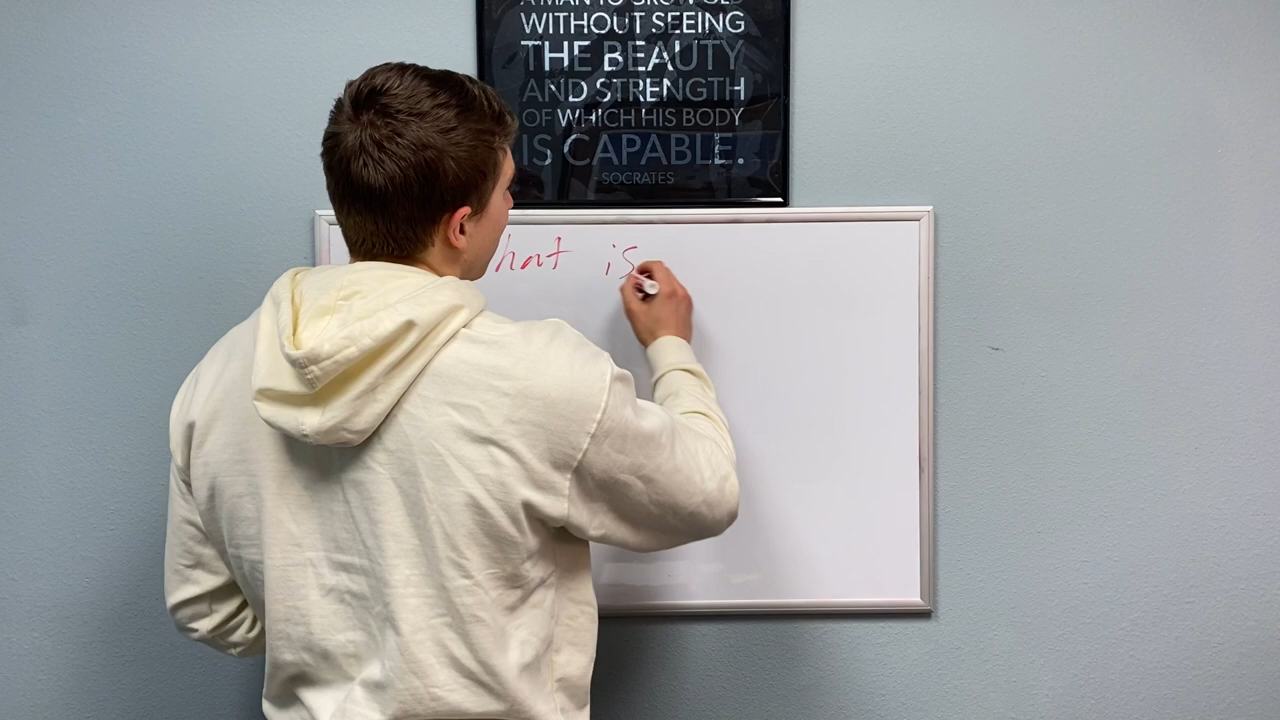 A MAN TO GROW OLD
WITHOUT SEEING
THE BEAUTY
AND STRENGTH
OF WHICH HIS BODY
IS CAPABLE.
- SOCRATES
hat is